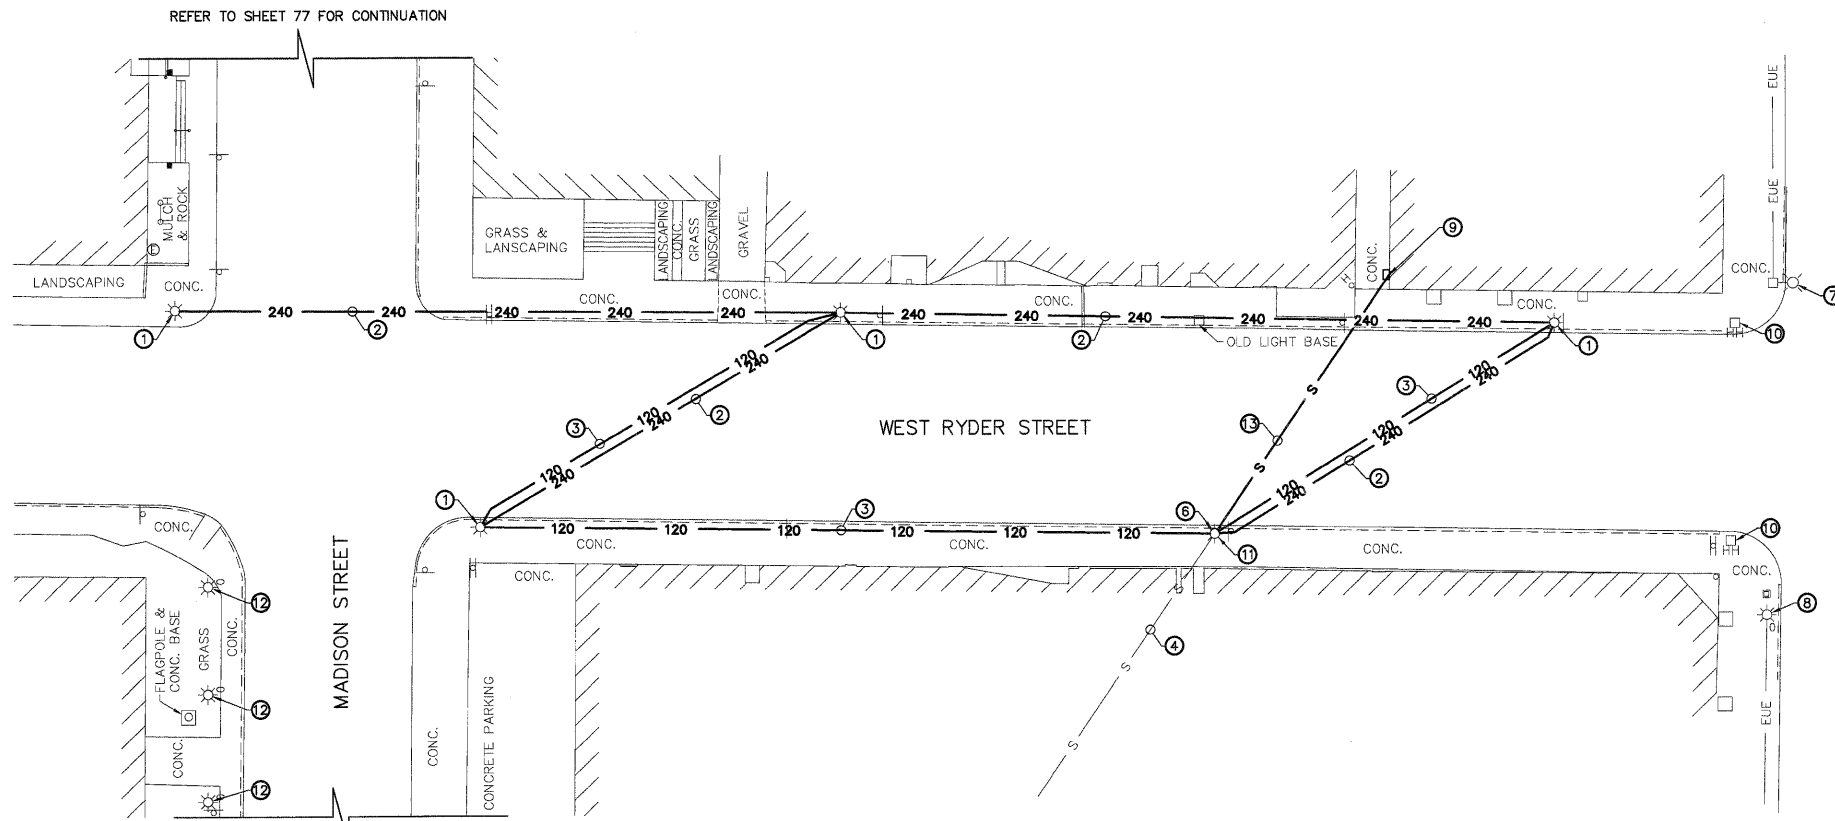 REFER TO SHEET 77 FOR CONTINUATION
EUE
EUE
MULCH
& ROCK
E
GRASS &
LANSCAPING
LANDSCAPING
CONC.
GRASS
LANDSCAPING
GRAVEL
CONC.
9
LANDSCAPING
CONC.
CONC.
CONC.
CONC.
CONC.
CONC.
7
240
240
240
240
240
240
240
240
240
240
240
240
1
2
1
2
OLD LIGHT BASE
1
10
120
240
120
240
120
240
3
2
WEST RYDER STREET
S
S
13
120
240
120
240
120
240
3
2
1
120
120
120
120
120
120
3
6
11
10
CONC.
CONC.
CONC.
CONC.
CONC.
CONC.
MADISON STREET
12
12
12
FLAGPOLE &
CONC. BASE
GRASS
CONC.
CONC.
CONC.
CONCRETE PARKING
4
S
S
8
EUE